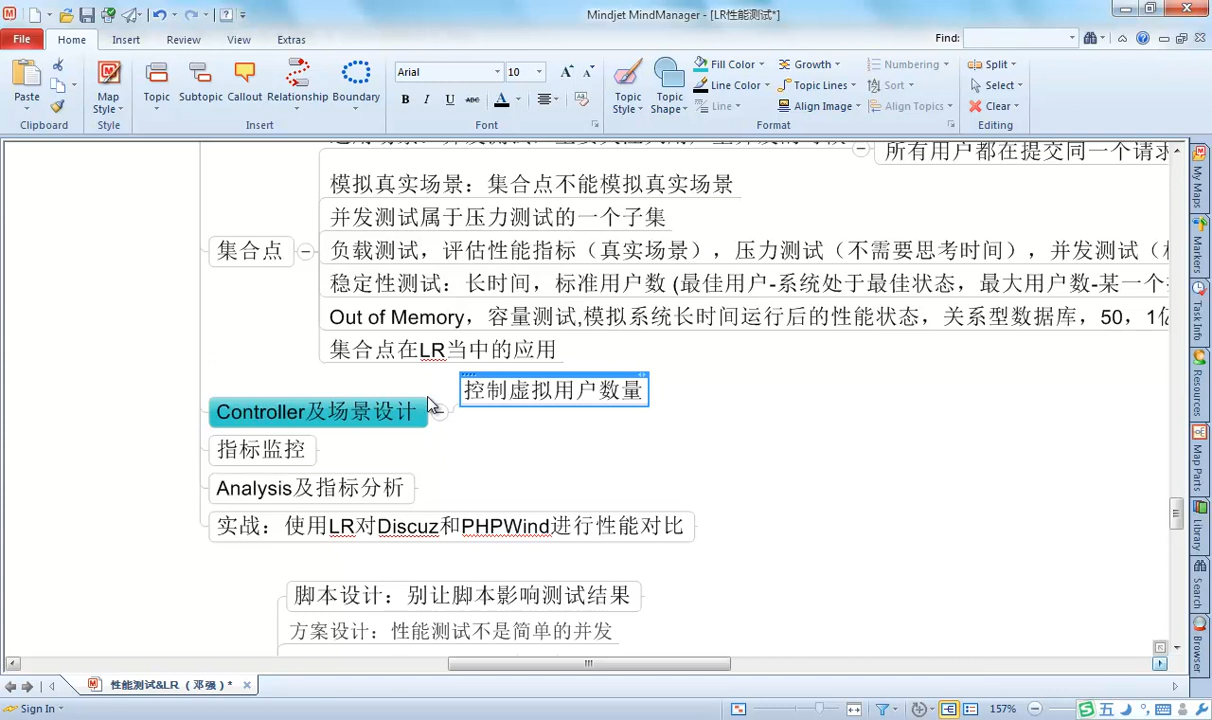 Mindjet MindManager - [LR性能测试*]
File
Home
Insert
Review
View
Extras
Find:
Paste
Clipboard
Map Style
Style
Topic
Subtopic
Callout
Relationship
Boundary
Insert
Arial
10
B I U abc A
Font
Topic Style
Topic Shape
Fill Color
Line Color
Line
Growth
Topic Lines
Align Image
Numbering
Sort
Align Topics
Format
Split
Select
Clear
Editing
所有用户都在提交同一个请求
模拟真实场景：集合点不能模拟真实场景
并发测试属于压力测试的一个子集
集合点
负载测试，评估性能指标（真实场景），压力测试（不需要思考时间），并发测试（
稳定性测试：长时间，标准用户数 (最佳用户-系统处于最佳状态，最大用户数-某一个
Out of Memory，容量测试,模拟系统长时间运行后的性能状态，关系型数据库，50，1亿
集合点在LR当中的应用
控制虚拟用户数量
Controller及场景设计
指标监控
Analysis及指标分析
实战：使用LR对Discuz和PHPWind进行性能对比
脚本设计：别让脚本影响测试结果
方案设计：性能测试不是简单的并发
My Maps
Markers
Task Info
Resources
Map Parts
Library
Search
Browser
性能测试&LR （邓强）*
Sign In
157%
五